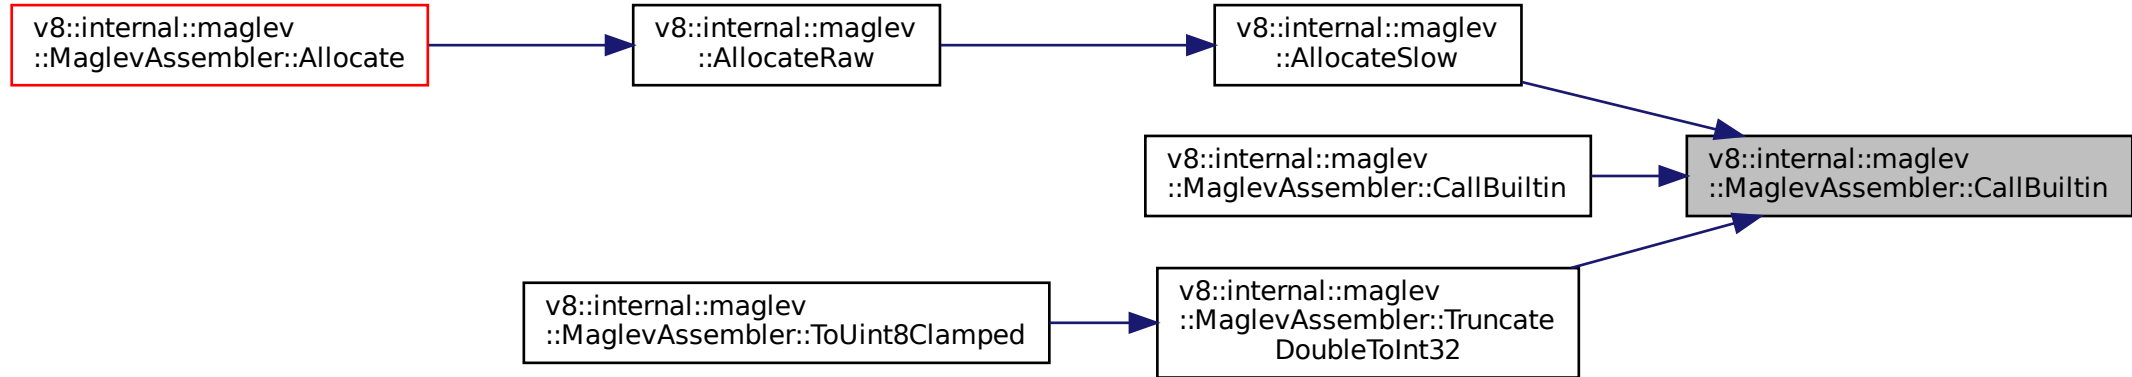 v8::internal::maglev
::MaglevAssembler::Allocate
v8::internal::maglev
::AllocateRaw
v8::internal::maglev
::AllocateSlow
v8::internal::maglev
::MaglevAssembler::CallBuiltin
v8::internal::maglev
::MaglevAssembler::CallBuiltin
v8::internal::maglev
::MaglevAssembler::ToUint8Clamped
v8::internal::maglev
::MaglevAssembler::Truncate
DoubleToInt32